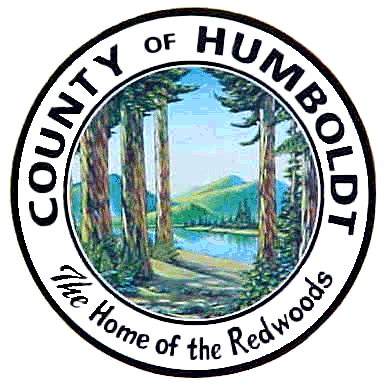 COUNTY OF HUMBOLDT
The Home of the Redwoods